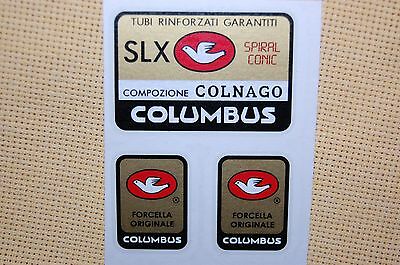 TUBI RINFORZATI GARANTITI
SLX SPIRAL
CONIC
COMPOZIONE COLNAGO
COLUMBUS
®
FORCELLA
ORIGINALE
COLUMBUS
®
FORCELLA
ORIGINALE
COLUMBUS